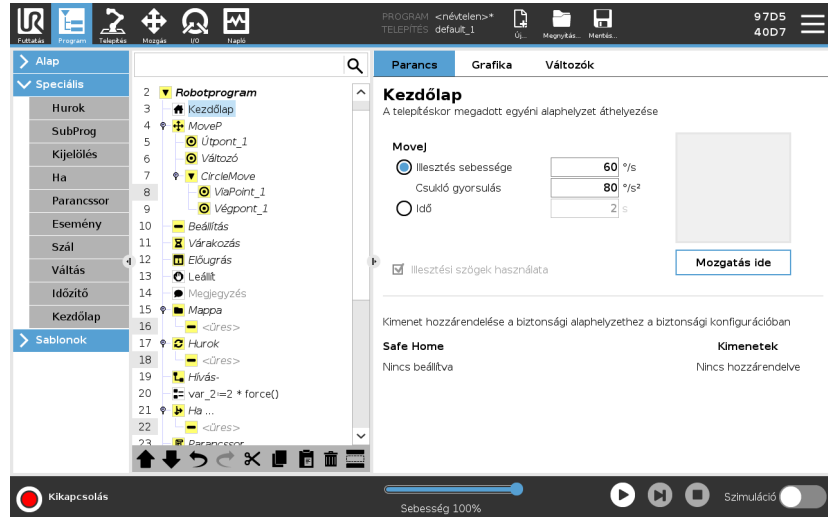 PROGRAM <névtelen>*
TELEPÍTÉS default_1
97D5
40D7
Futtatás
Program
Telepítés
Mozgás
I/O
Napló
Új...
Megnyitás...
Mentés...
Alap
Speciális
Hurok
SubProg
Kijelölés
Ha
Parancssor
Esemény
Szál
Váltás
Időzítő
Kezdőlap
Sablonok
2 Robotprogram
3 Kezdőlap
4 MoveP
5 Útpont_1
6 Változó
7 CircleMove
8 ViaPoint_1
9 Végpont_1
10 Beállítás
11 Várakozás
12 Előugrás
13 Leállít
14 Megjegyzés
15 Mappa
16 <üres>
17 Hurok
18 <üres>
19 Hívás-
20 var_2≔2 * force()
21 Ha ...
22 <üres>
23 Parancssor
Parancs
Grafika
Változók
Kezdőlap
A telepítéskor megadott egyéni alaphelyzet áthelyezése
MoveJ
Illesztés sebessége 60 °/s
Csukló gyorsulás 80 °/s²
Idő 2 s
Illesztési szögek használata
Mozgatás ide
Kimenet hozzárendelése a biztonsági alaphelyzethez a biztonsági konfigurációban
Safe Home
Kimenetek
Nincs beállítva
Nincs hozzárendelve
Kikapcsolás
Sebesség 100%
Szimuláció